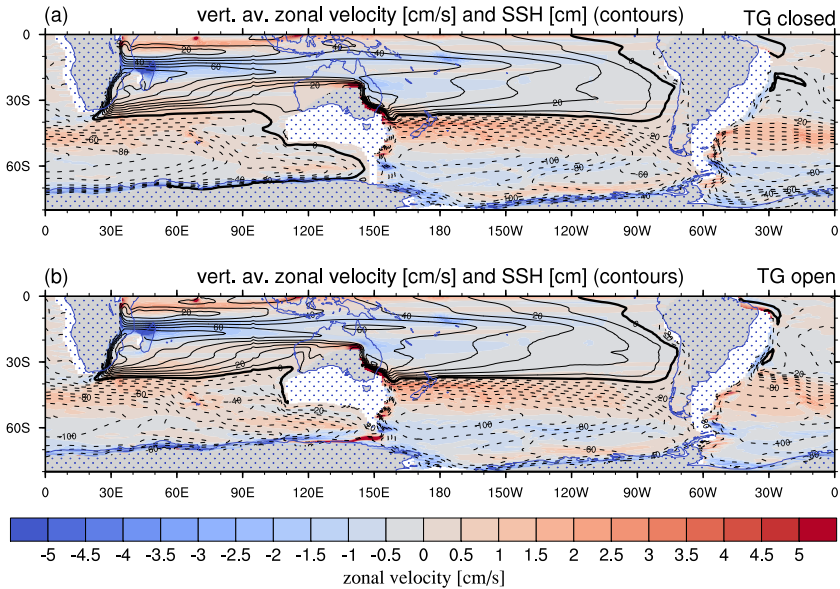 (a) vert. av. zonal velocity [cm/s] and SSH [cm] (contours) TG closed
0
30S
60S
0 30E 60E 90E 120E 150E 180 150W 120W 90W 60W 30W 0
(b) vert. av. zonal velocity [cm/s] and SSH [cm] (contours) TG open
0
30S
60S
0 30E 60E 90E 120E 150E 180 150W 120W 90W 60W 30W 0
-5 -4.5 -4 -3.5 -3 -2.5 -2 -1.5 -1 -0.5 0 0.5 1 1.5 2 2.5 3 3.5 4 4.5 5
zonal velocity [cm/s]